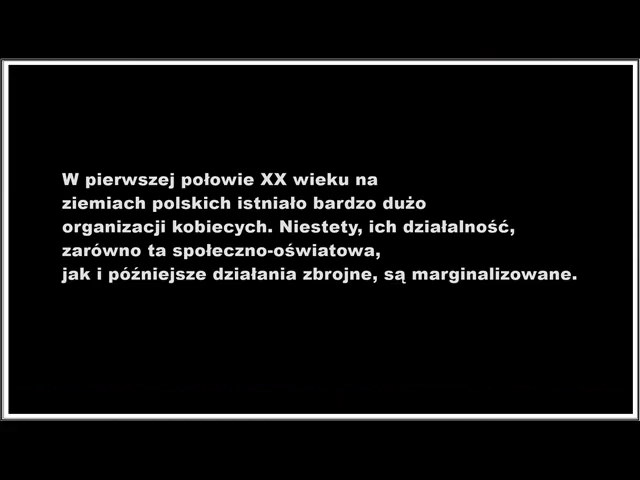 W pierwszej połowie XX wieku na
ziemiach polskich istniało bardzo dużo
organizacji kobiecych. Niestety, ich działalność,
zarówno ta społeczno-oświatowa,
jak i późniejsze działania zbrojne, są marginalizowane.